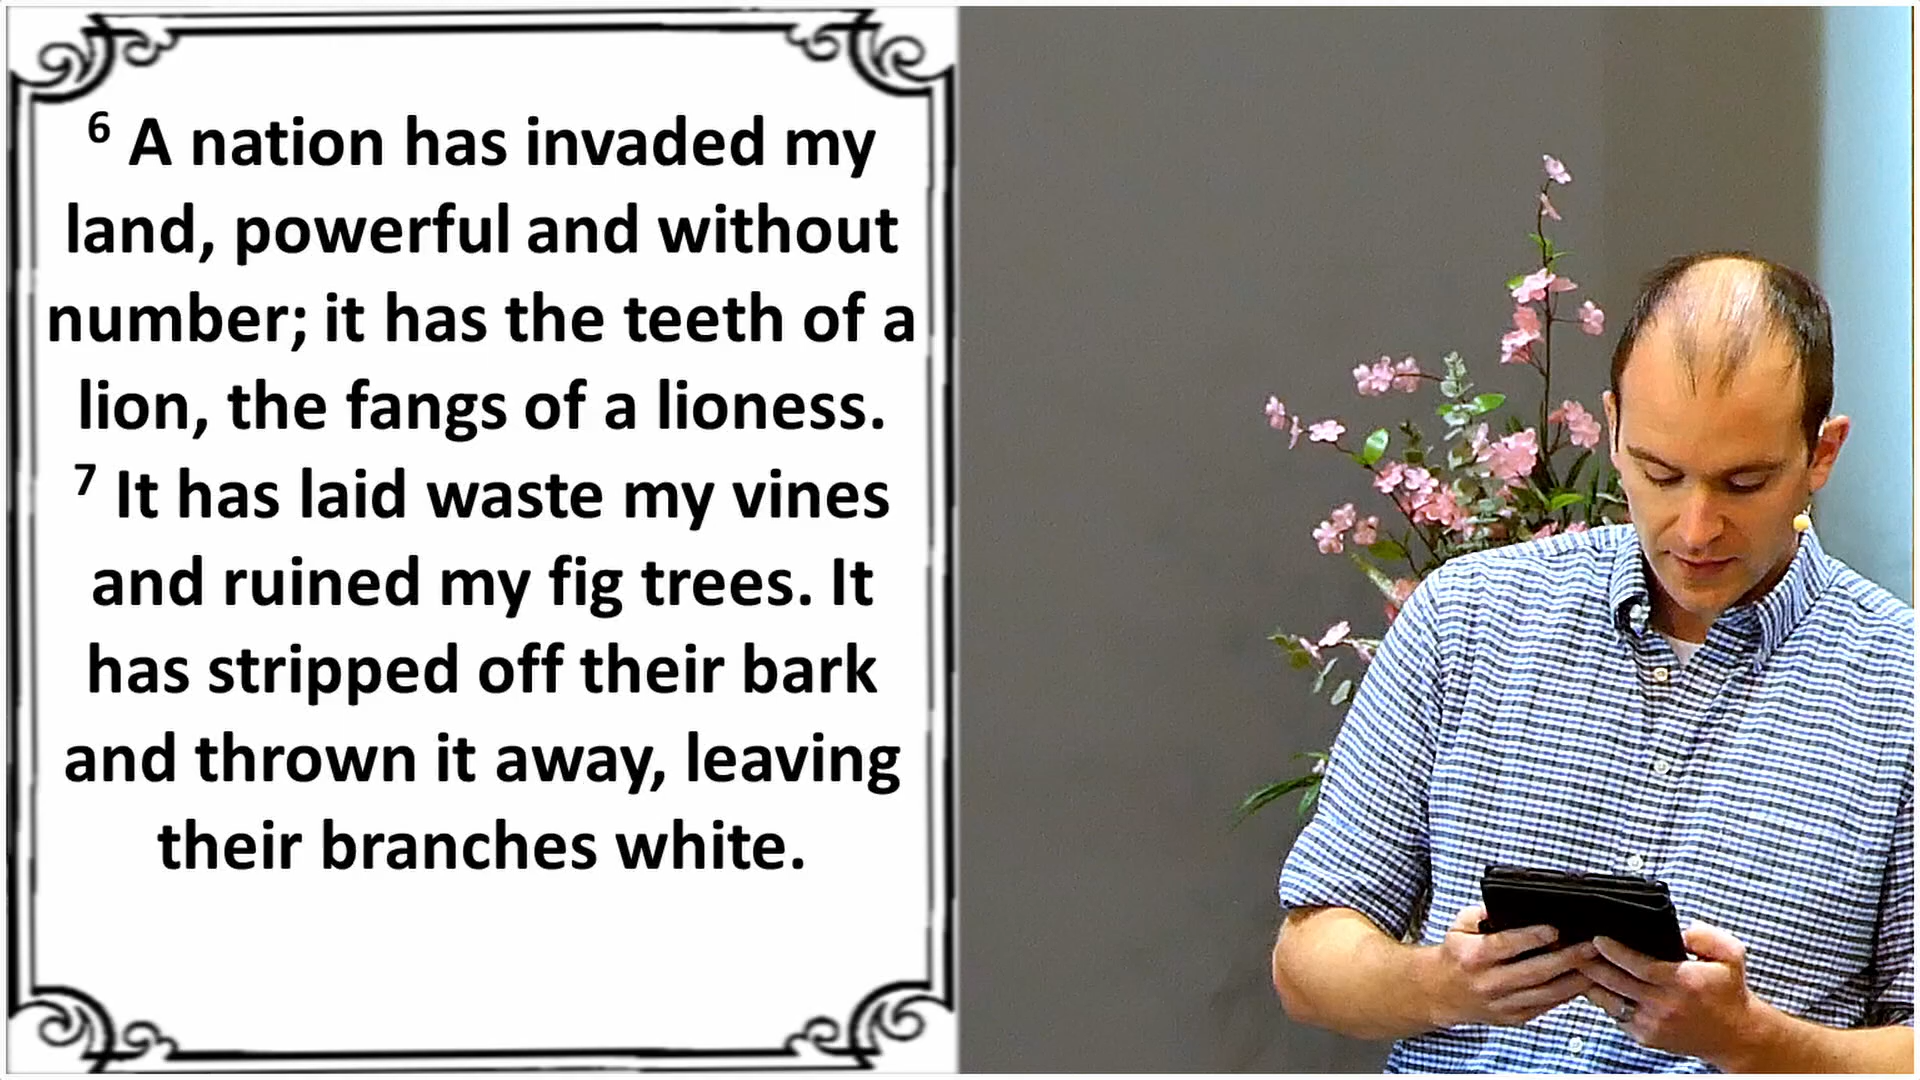 6 A nation has invaded my
land, powerful and without
number; it has the teeth of a
lion, the fangs of a lioness.
7 It has laid waste my vines
and ruined my fig trees. It
has stripped off their bark
and thrown it away, leaving
their branches white.